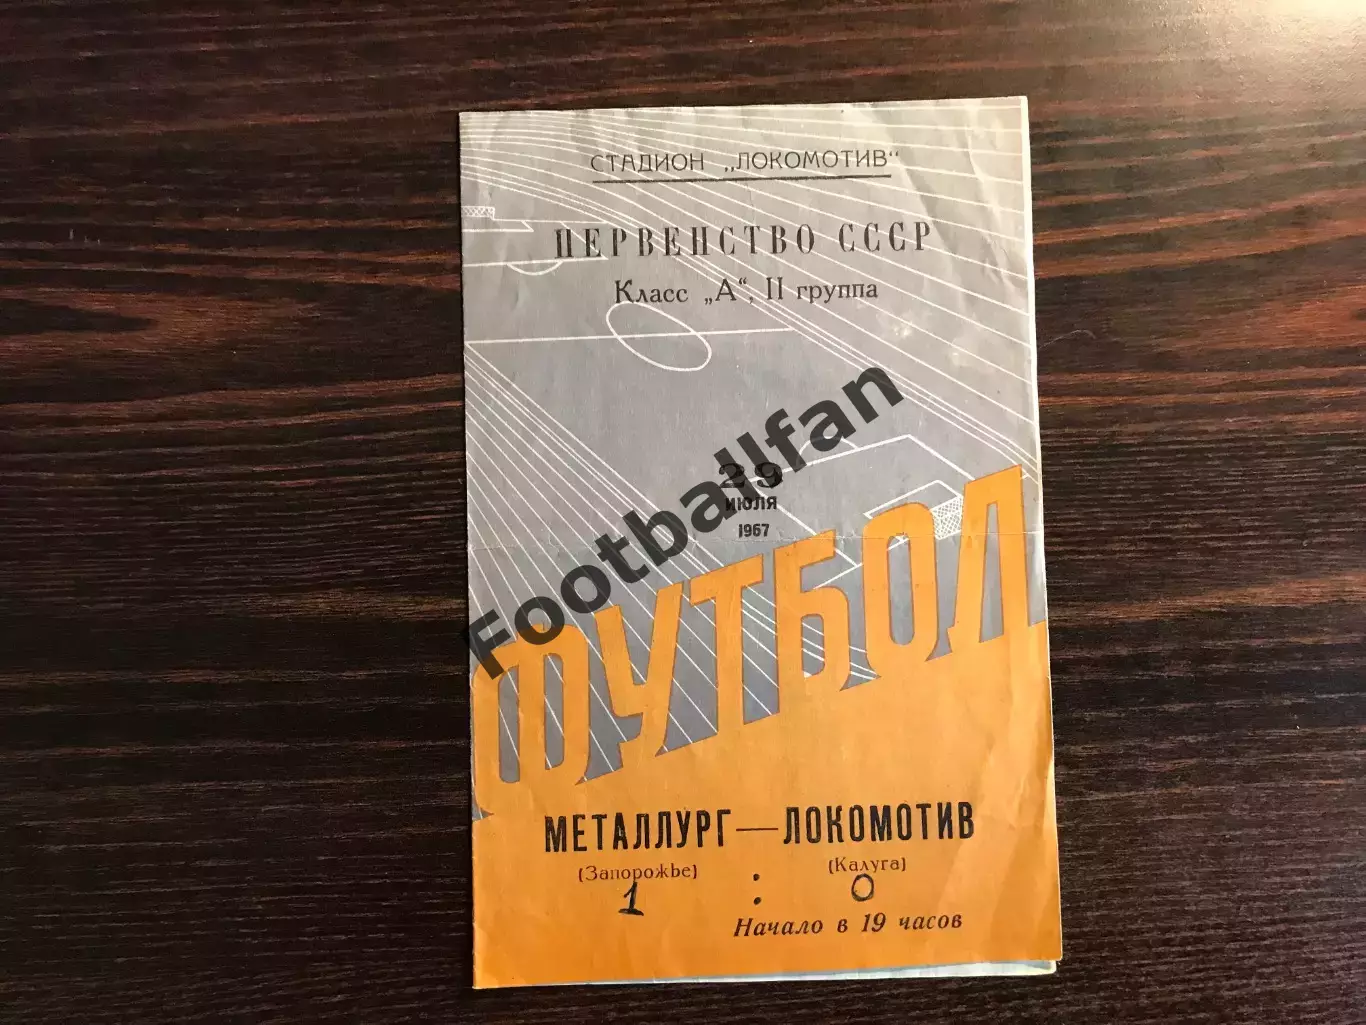 СТАДИОН „ЛОКОМОТИВ“
ПЕРВЕНСТВО СССР
Класс „А“, II группа
29
ИЮЛЯ
1967
Footballfan
ФУТБОЛ
МЕТАЛЛУРГ — ЛОКОМОТИВ
(Запорожье) (Калуга)
1 : 0
Начало в 19 часов